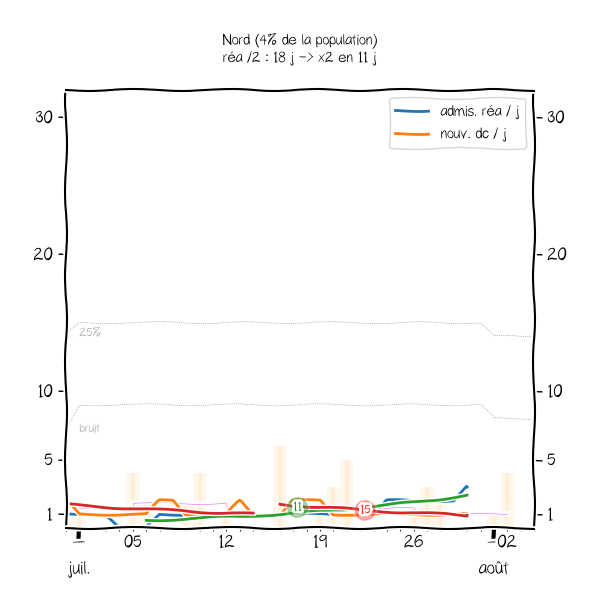 Nord (4% de la population)
réa /2 : 18 j -> x2 en 11 j
admis. réa / j
nouv. dc / j
30
30
20
20
25%
10
10
bruit
5
5
11
15
1
1
05
12
19
26
02
juil.
août